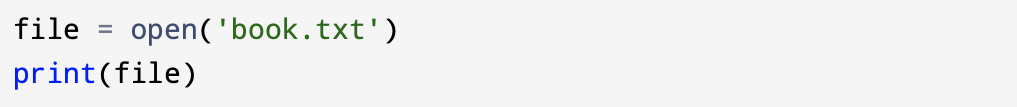 file = open('book.txt')
print(file)